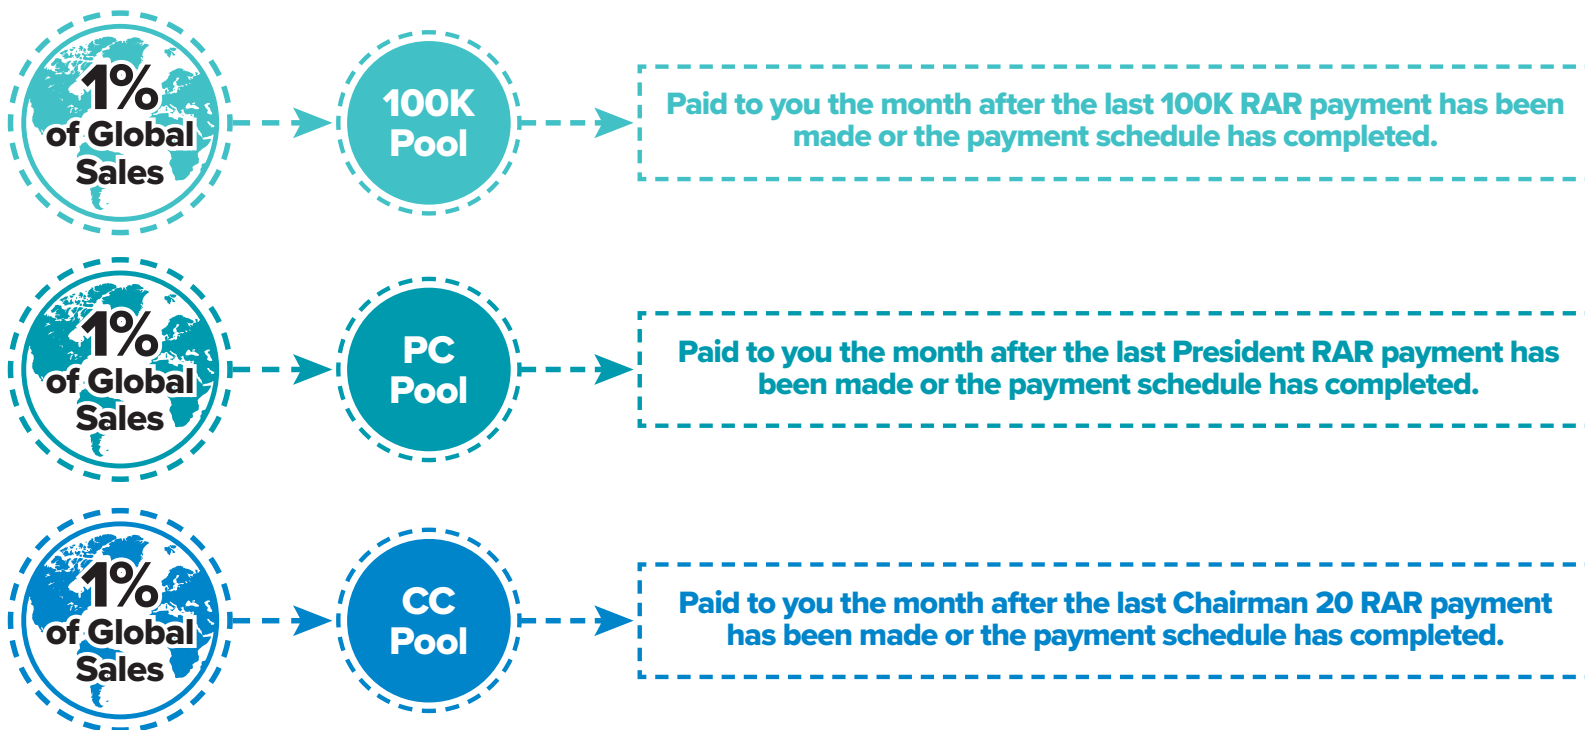 1%
of Global
Sales
100K
Pool
Paid to you the month after the last 100K RAR payment has been
made or the payment schedule has completed.
1%
of Global
Sales
PC
Pool
Paid to you the month after the last President RAR payment has
been made or the payment schedule has completed.
1%
of Global
Sales
CC
Pool
Paid to you the month after the last Chairman 20 RAR payment
has been made or the payment schedule has completed.